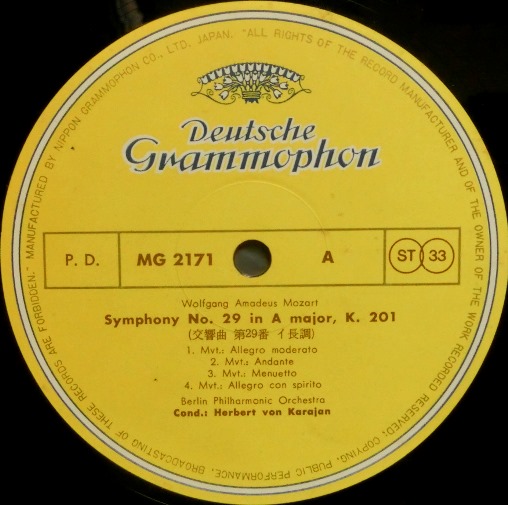 MANUFACTURED BY NIPPON GRAMMOPHON CO., LTD. JAPAN. "ALL RIGHTS OF THE RECORD MANUFACTURER AND OF THE OWNER OF THE WORK RECORDED RESERVED; COPYING, PUBLIC PERFORMANCE, BROADCASTING OF THESE RECORDS ARE FORBIDDEN."
Deutsche
Grammophon
P. D. MG 2171 A ST 33
Wolfgang Amadeus Mozart
Symphony No. 29 in A major, K. 201
(交響曲 第29番 イ長調)
1. Mvt.: Allegro moderato
2. Mvt.: Andante
3. Mvt.: Menuetto
4. Mvt.: Allegro con spirito
Berlin Philharmonic Orchestra
Cond.: Herbert von Karajan